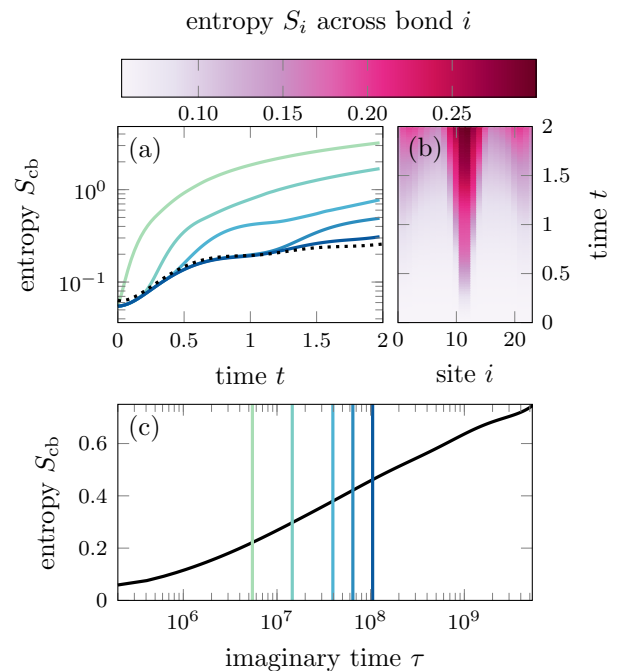 entropy S_i across bond i
0.10 0.15 0.20 0.25
(a) (b)
entropy S_cb
10^0
10^−1
0 0.5 1 1.5 2
time t
2
1.5
1
0.5
0
time t
0 10 20
site i
(c)
entropy S_cb
0.6
0.4
0.2
0
10^6 10^7 10^8 10^9
imaginary time τ